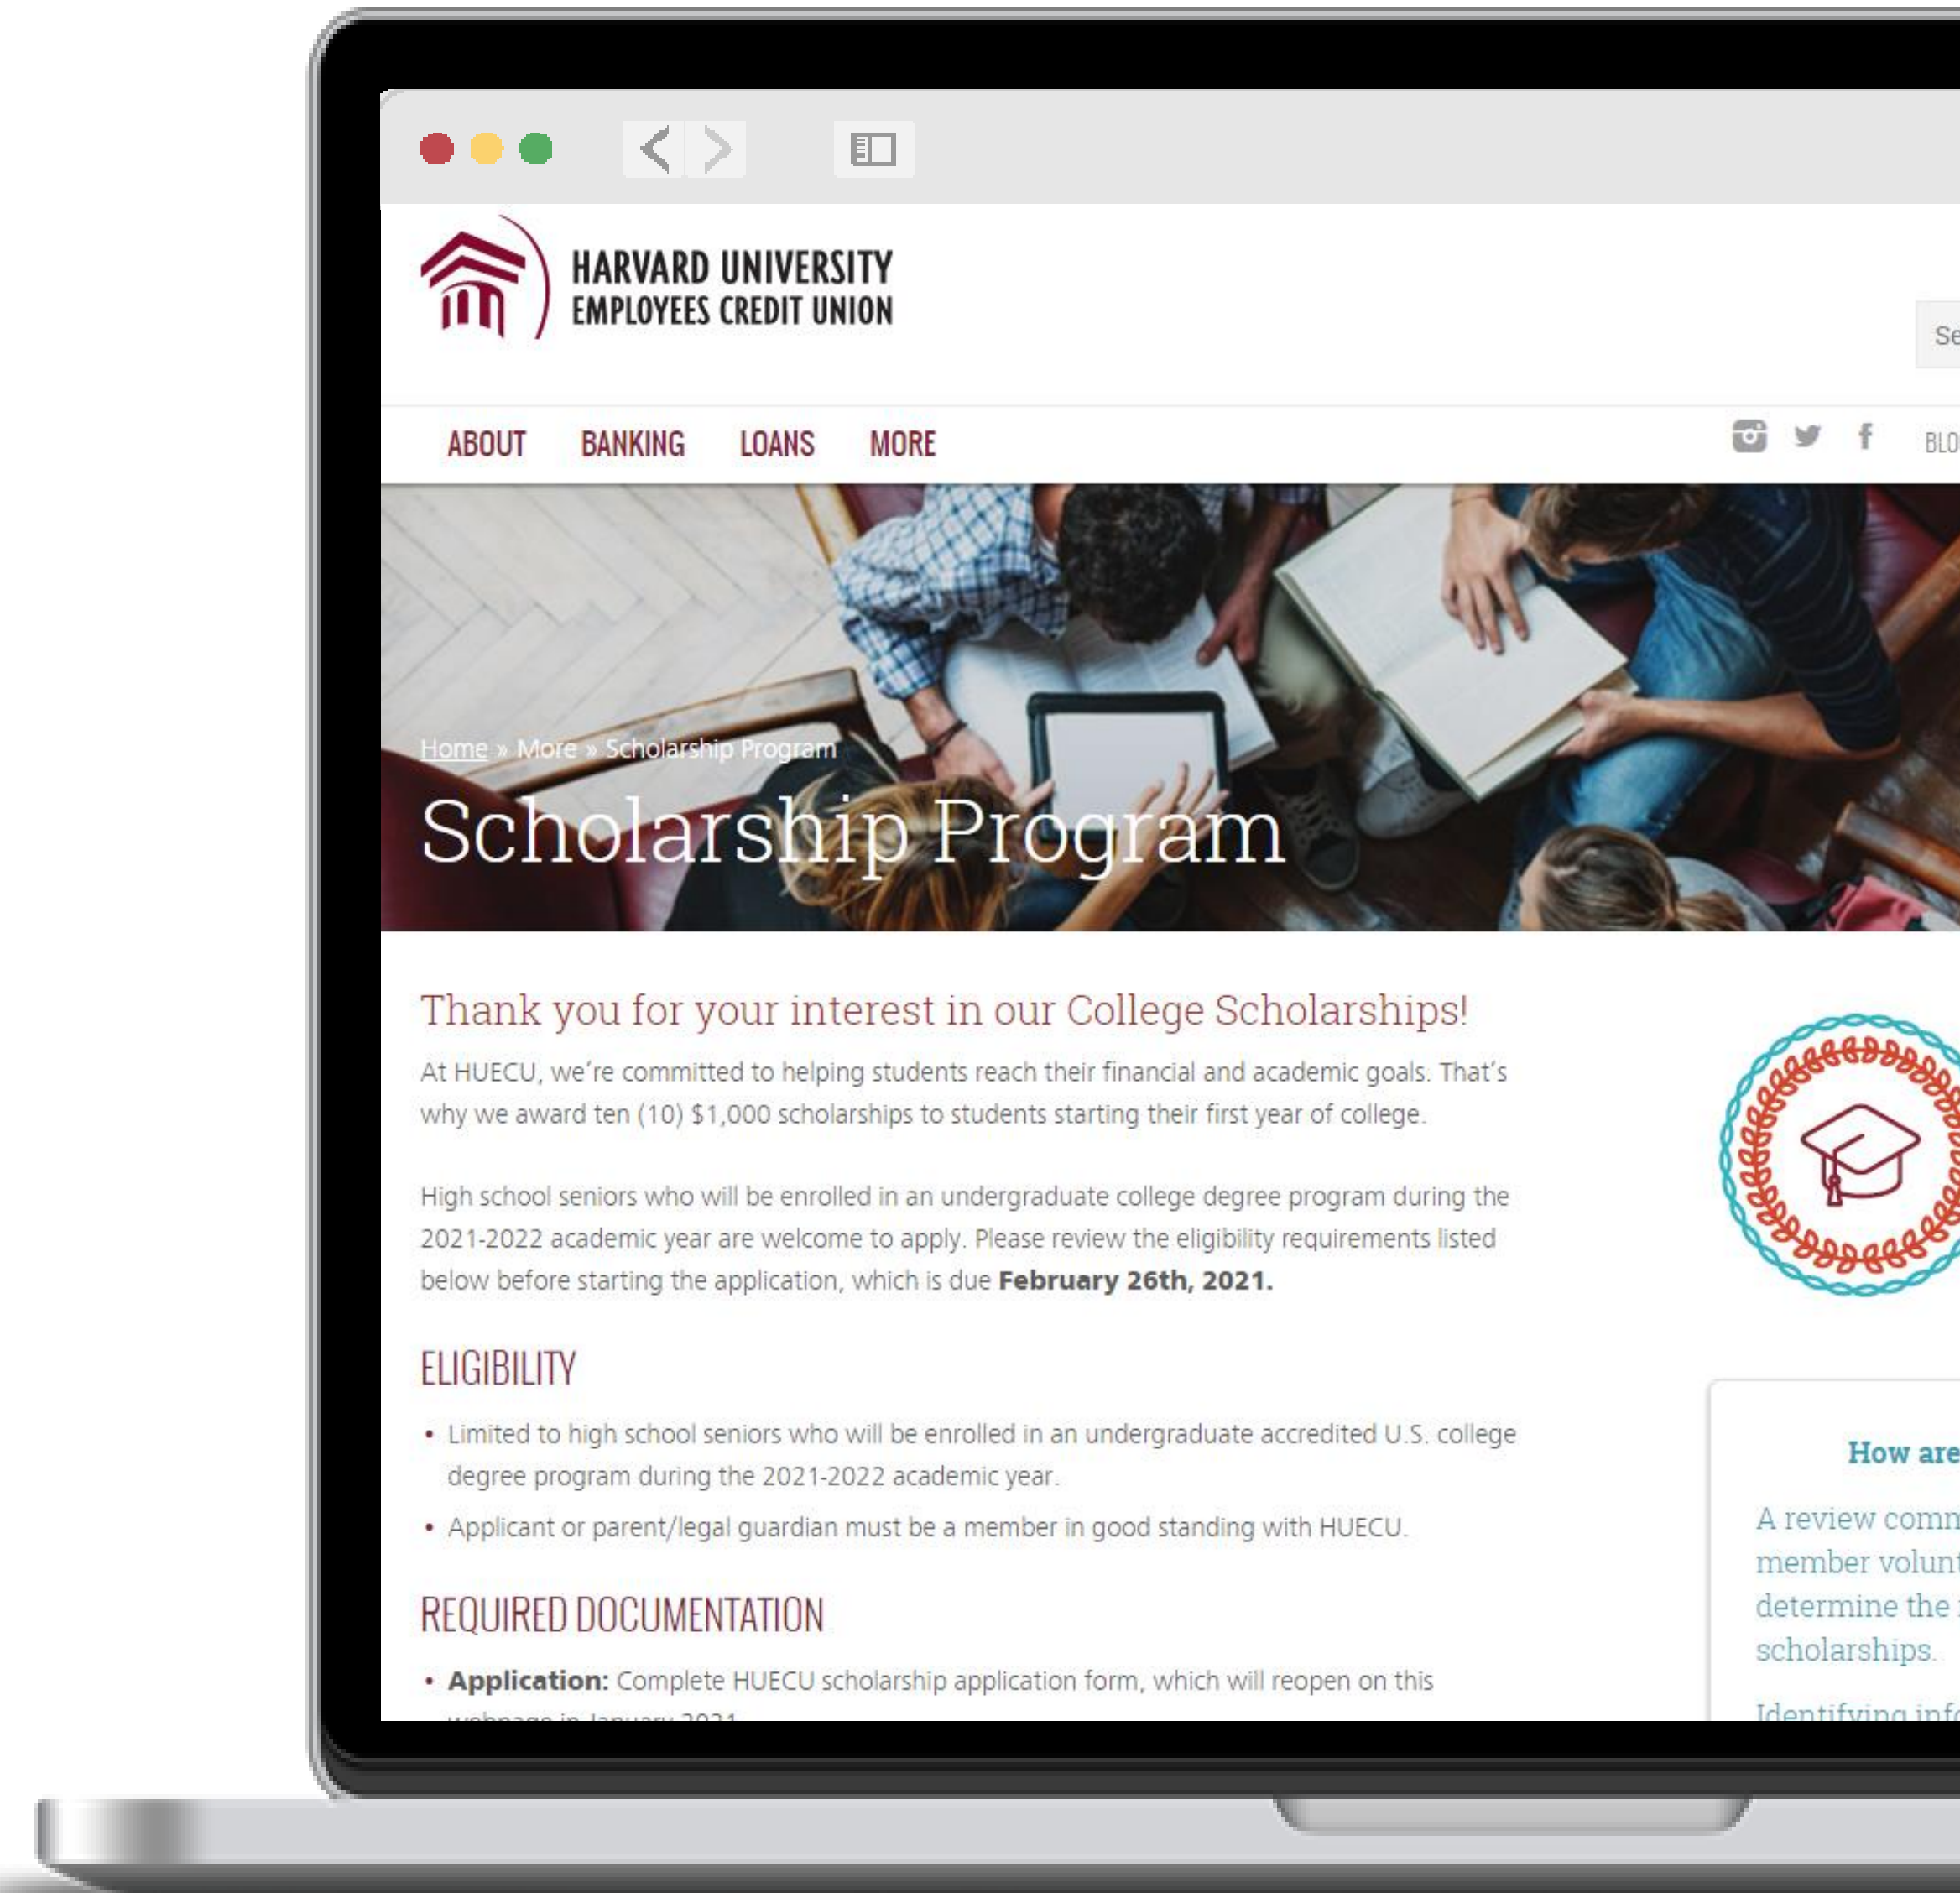 HARVARD UNIVERSITY
EMPLOYEES CREDIT UNION
ABOUT BANKING LOANS MORE
Home » More » Scholarship Program
Scholarship Program
Thank you for your interest in our College Scholarships!
At HUECU, we’re committed to helping students reach their financial and academic goals. That’s
why we award ten (10) $1,000 scholarships to students starting their first year of college.
High school seniors who will be enrolled in an undergraduate college degree program during the
2021-2022 academic year are welcome to apply. Please review the eligibility requirements listed
below before starting the application, which is due February 26th, 2021.
ELIGIBILITY
• Limited to high school seniors who will be enrolled in an undergraduate accredited U.S. college
degree program during the 2021-2022 academic year.
• Applicant or parent/legal guardian must be a member in good standing with HUECU.
REQUIRED DOCUMENTATION
• Application: Complete HUECU scholarship application form, which will reopen on this
webpage in January 2021
How are
A review
member
determine the
scholarships.
Identifying